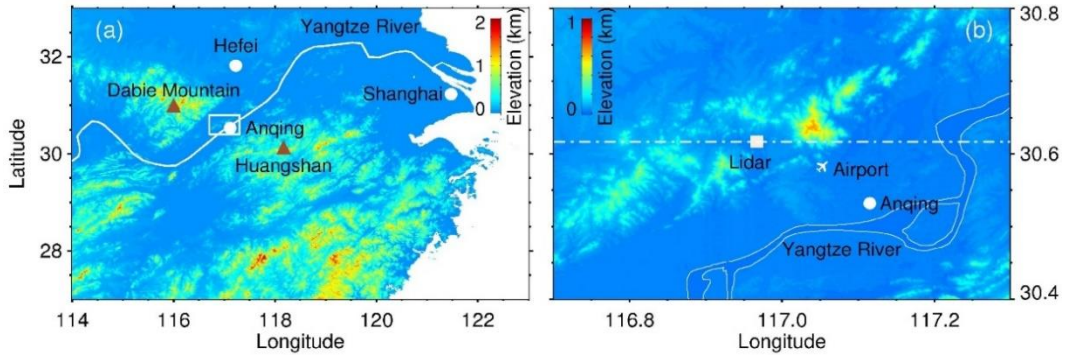 (a)
Yangtze River
2
1
0
Elevation (km)
Hefei
Dabie Mountain
Shanghai
Anqing
Huangshan
32
30
28
Latitude
114
116
118
120
122
Longitude
(b)
1
0
Elevation (km)
Lidar
Airport
Anqing
Yangtze River
30.8
30.6
30.4
116.8
117.0
117.2
Longitude